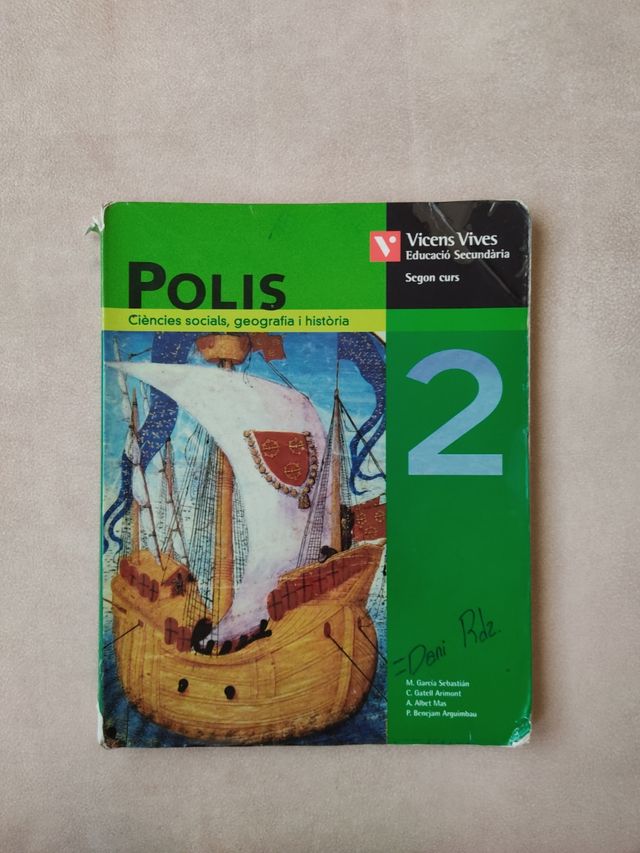 Vicens Vives
Educació Secundària
Segon curs
POLIS
Ciències socials, geografia i història
2
=Dani Rdz.
M. García Sebastián
C. Gatell Arimont
A. Albet Mas
P. Benejam Arguimbau